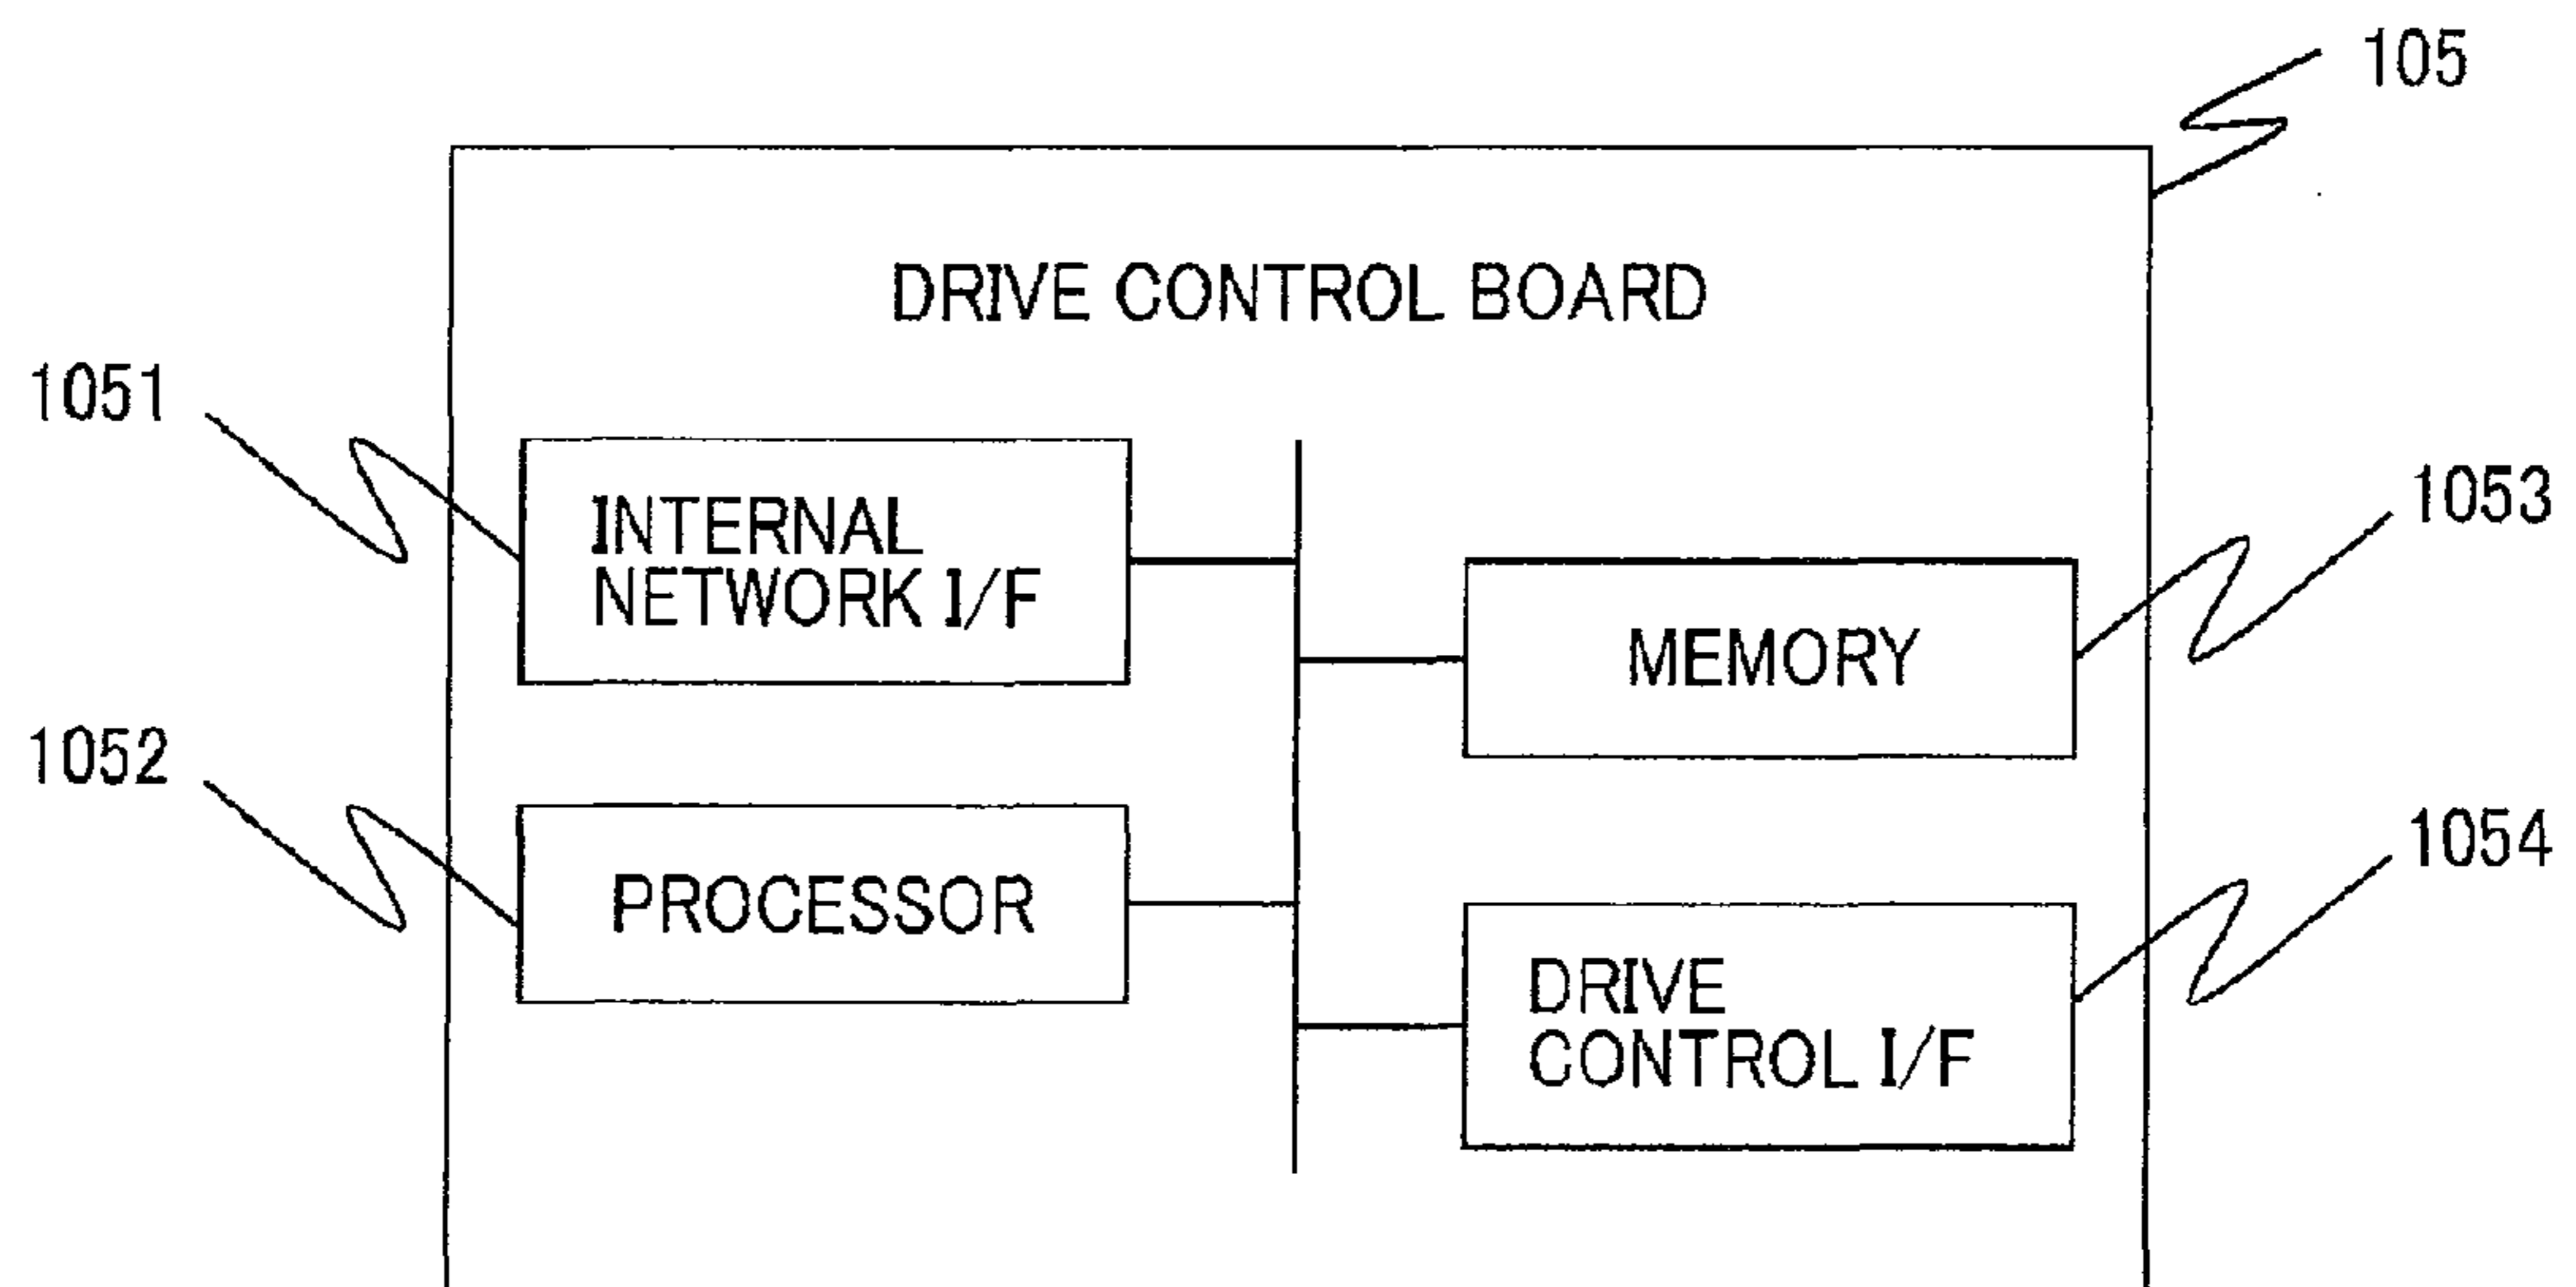 105
DRIVE CONTROL BOARD
1051
INTERNAL
NETWORK I/F
1053
MEMORY
1052
PROCESSOR
1054
DRIVE
CONTROL I/F